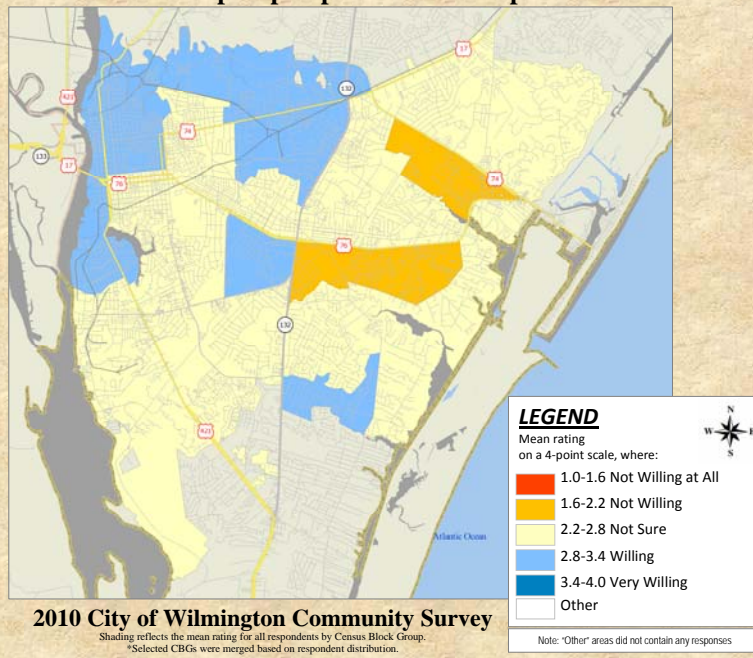 17
421
132
74
133
17
76
74
76
132
421
LEGEND
Mean rating
on a 4-point scale, where:
1.0-1.6 Not Willing at All
1.6-2.2 Not Willing
2.2-2.8 Not Sure
2.8-3.4 Willing
3.4-4.0 Very Willing
Other
N
W E
S
Atlantic Ocean
2010 City of Wilmington Community Survey
Shading reflects the mean rating for all respondents by Census Block Group.
*Selected CBGs were merged based on respondent distribution.
Note: "Other" areas did not contain any responses